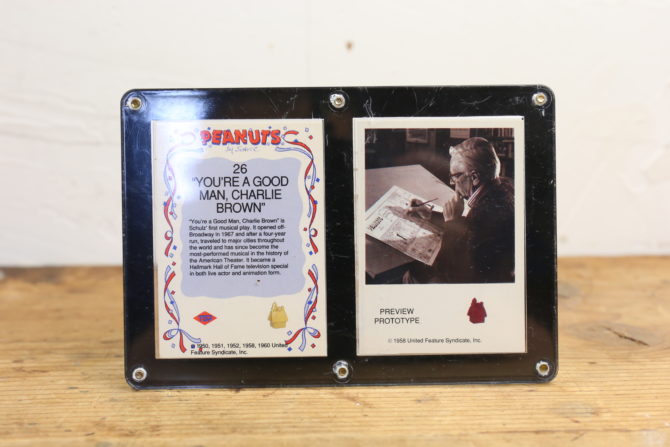 PEANUTS
by Schulz
26
"YOU'RE A GOOD
MAN, CHARLIE
BROWN"
"You're a Good Man, Charlie Brown" is
Schulz' first musical play. It opened off-
Broadway in 1967 and after a four-year
run, traveled to major cities throughout
the world and has since become the
most-performed musical in the history of
the American Theater. It became a
Hallmark Hall of Fame television special
in both live actor and animation form.
1950, 1951, 1952, 1958, 1960 United
Feature Syndicate, Inc.
PREVIEW
PROTOTYPE
© 1958 United Feature Syndicate, Inc.